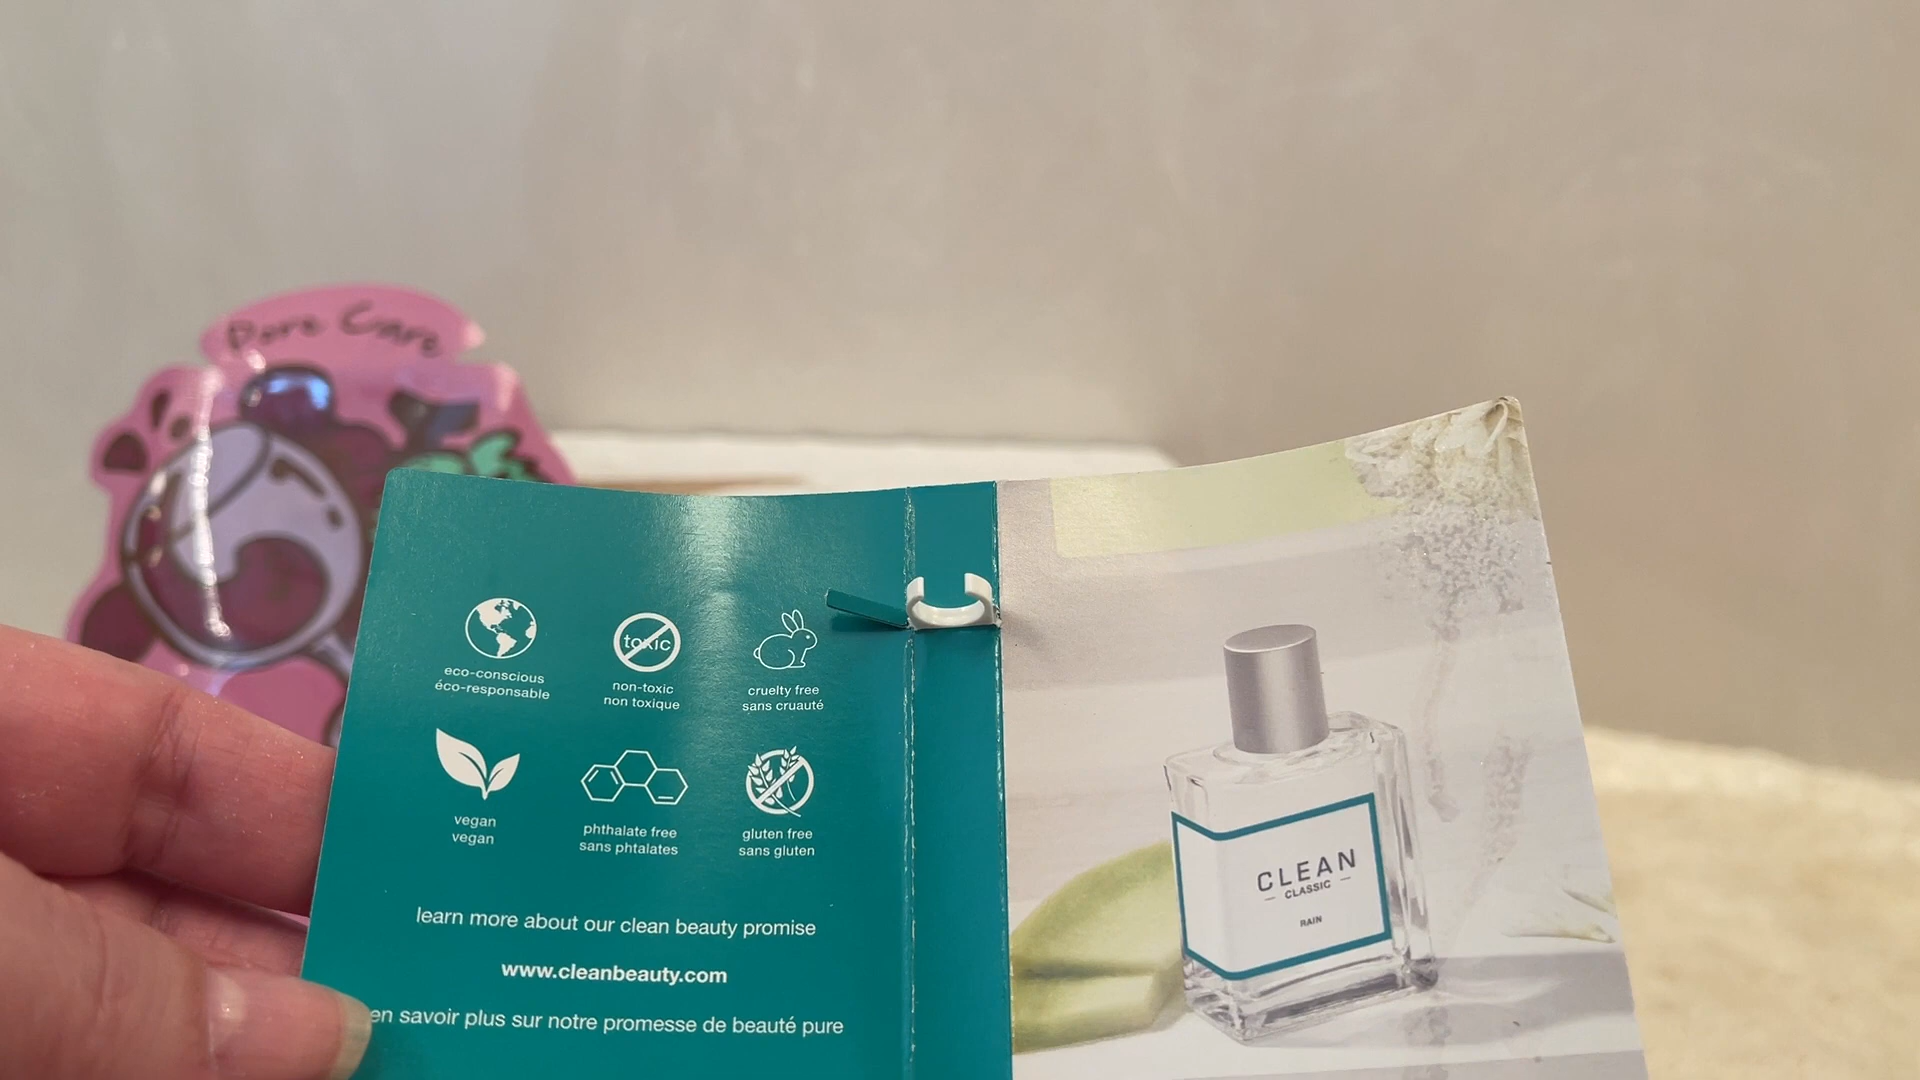 Pore Care
eco-conscious
éco-responsable
toxic
non-toxic
non toxique
cruelty free
sans cruauté
vegan
vegan
phthalate free
sans phtalates
gluten free
sans gluten
learn more about our clean beauty promise
www.cleanbeauty.com
en savoir plus sur notre promesse de beauté pure
CLEAN
— CLASSIC —
RAIN